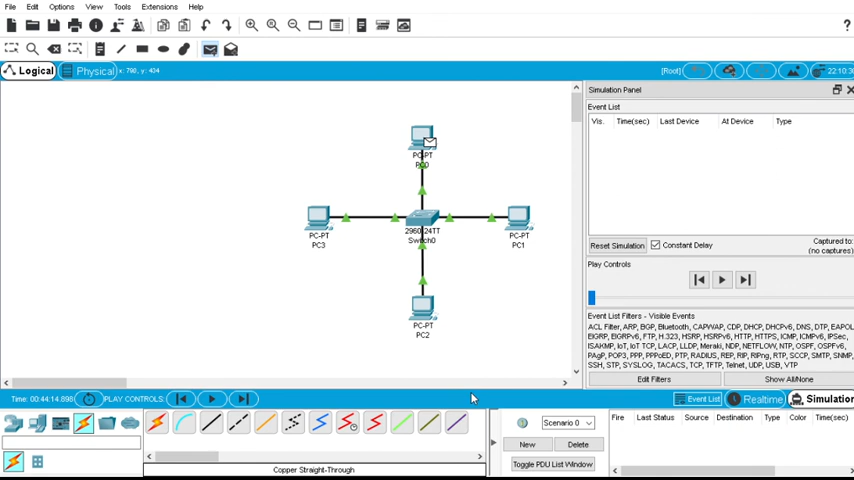 File Edit Options View Tools Extensions Help
Logical Physical x: 760, y: 434 [Root] 22:10:3
Simulation Panel
Event List
Vis. Time(sec) Last Device At Device Type
PC-PT
PC0
2960-24TT
Switch0
PC-PT
PC3
PC-PT
PC1
PC-PT
PC2
Reset Simulation Constant Delay Captured to:
(no captures)
Play Controls
Event List Filters - Visible Events
ACL Filter, ARP, BGP, Bluetooth, CAPWAP, CDP, DHCP, DHCPv6, DNS, DTP, EAPOL
EIGRP, EIGRPv6, FTP, H.323, HSRP, HSRPv6, HTTP, HTTPS, ICMP, ICMPv6, IPSec,
ISAKMP, IoT, IoT TCP, LACP, LLDP, Meraki, NDP, NETFLOW, NTP, OSPF, OSPFv6,
PAgP, POP3, PPP, PPPoED, PTP, RADIUS, REP, RIP, RIPng, RTP, SCCP, SMTP, SNMP,
SSH, STP, SYSLOG, TACACS, TCP, TFTP, Telnet, UDP, USB, VTP
Edit Filters Show All/None
Time: 00:44:14.898 PLAY CONTROLS: Event List Realtime Simulation
Scenario 0 Fire Last Status Source Destination Type Color Time(sec)
New Delete
Toggle PDU List Window
Copper Straight-Through